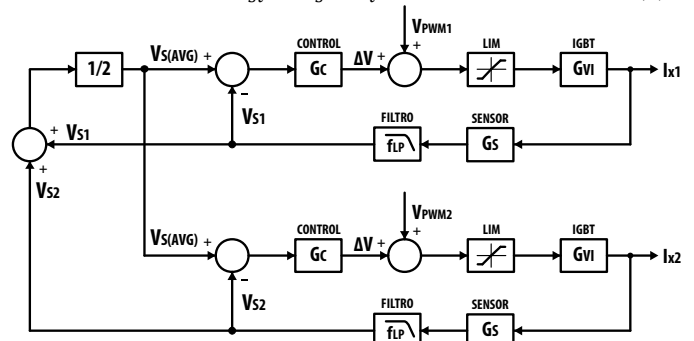 VPWM1
CONTROL
LIM
IGBT
1/2
VS(AVG) +
GC
ΔV +
+
GVI
Ix1
−
FILTRO
SENSOR
+
VS1
VS1
fLP
GS
+
VS2
VPWM2
CONTROL
LIM
IGBT
VS(AVG) +
GC
ΔV +
+
GVI
Ix2
−
VS2
FILTRO
SENSOR
fLP
GS